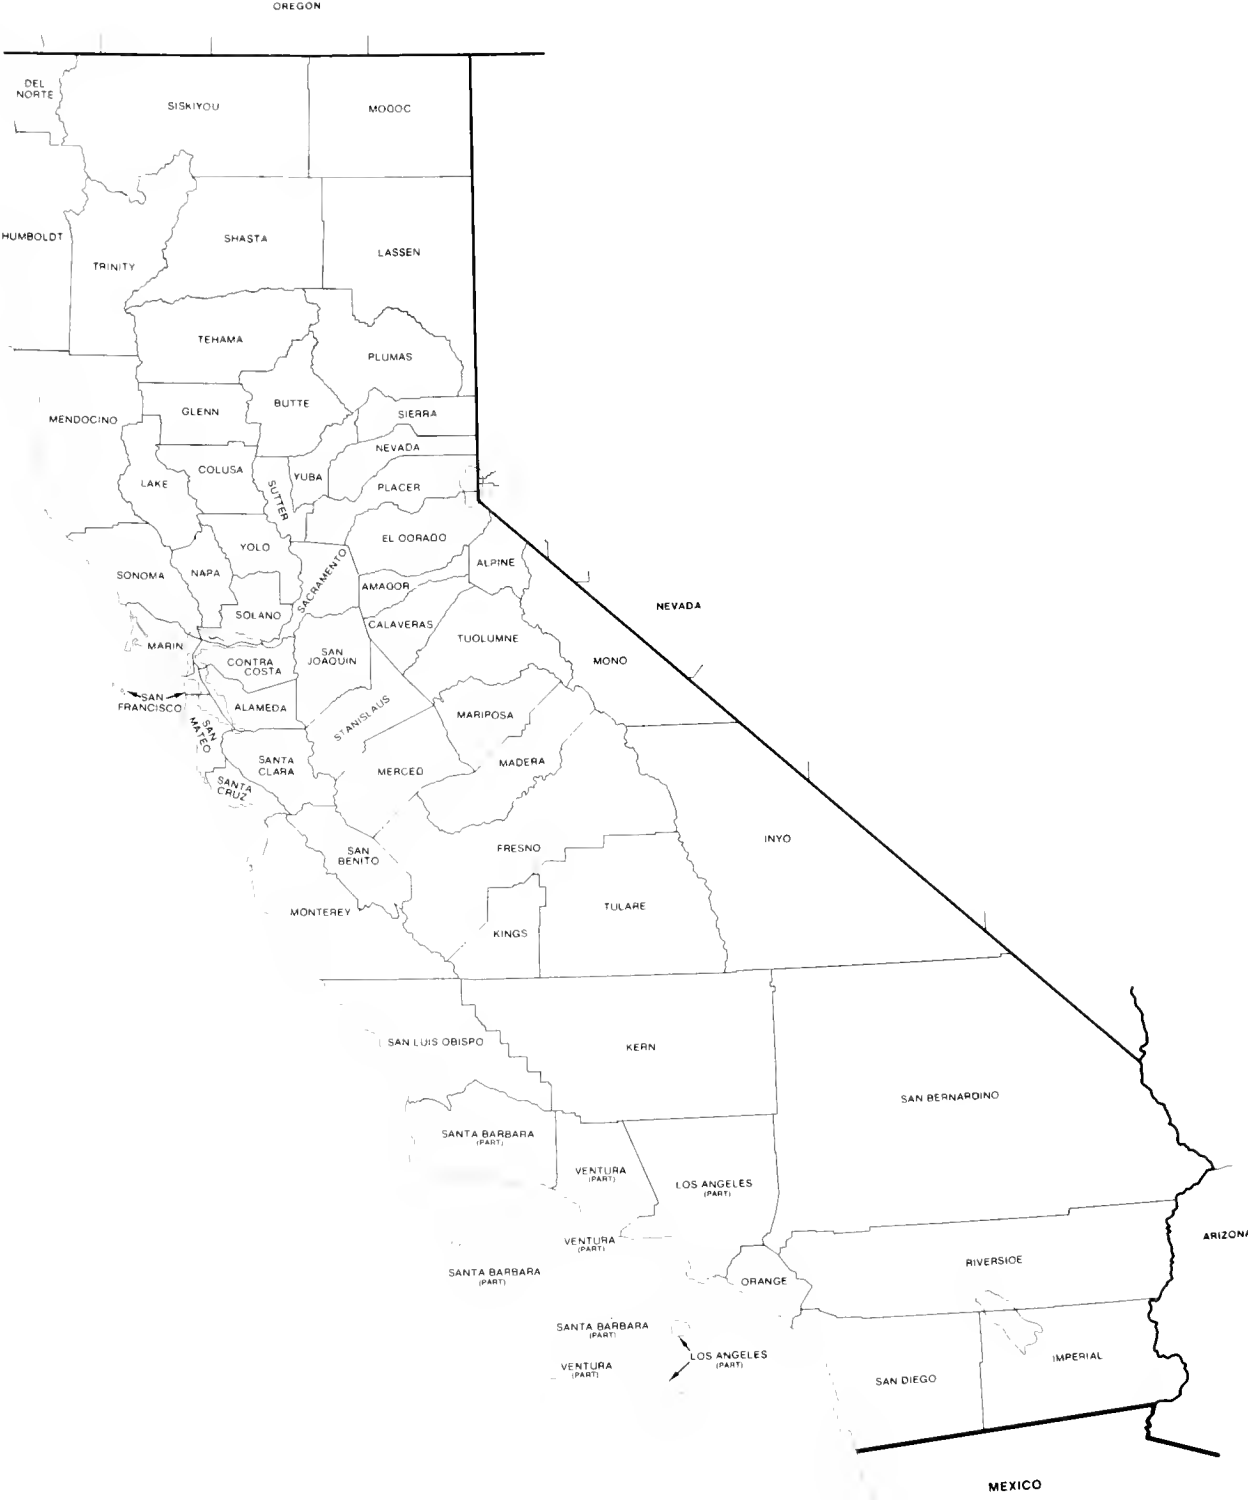 OREGON
DEL
NORTE
SISKIYOU
MODOC
HUMBOLDT
TRINITY
SHASTA
LASSEN
TEHAMA
PLUMAS
MENDOCINO
GLENN
BUTTE
SIERRA
NEVADA
COLUSA
YUBA
LAKE
SUTTER
PLACER
YOLO
EL DORADO
SONOMA
NAPA
SACRAMENTO
ALPINE
AMADOR
NEVADA
SOLANO
CALAVERAS
MARIN
TUOLUMNE
SAN
JOAQUIN
CONTRA
COSTA
MONO
SAN
FRANCISCO
ALAMEDA
STANISLAUS
MARIPOSA
SAN
MATEO
SANTA
CLARA
MERCED
MADERA
SANTA
CRUZ
INYO
SAN
BENITO
FRESNO
MONTEREY
TULARE
KINGS
SAN LUIS OBISPO
KERN
SAN BERNARDINO
SANTA BARBARA
(PART)
VENTURA
(PART)
LOS ANGELES
(PART)
ARIZONA
VENTURA
(PART)
SANTA BARBARA
(PART)
ORANGE
RIVERSIDE
SANTA BARBARA
(PART)
LOS ANGELES
(PART)
VENTURA
(PART)
SAN DIEGO
IMPERIAL
MEXICO